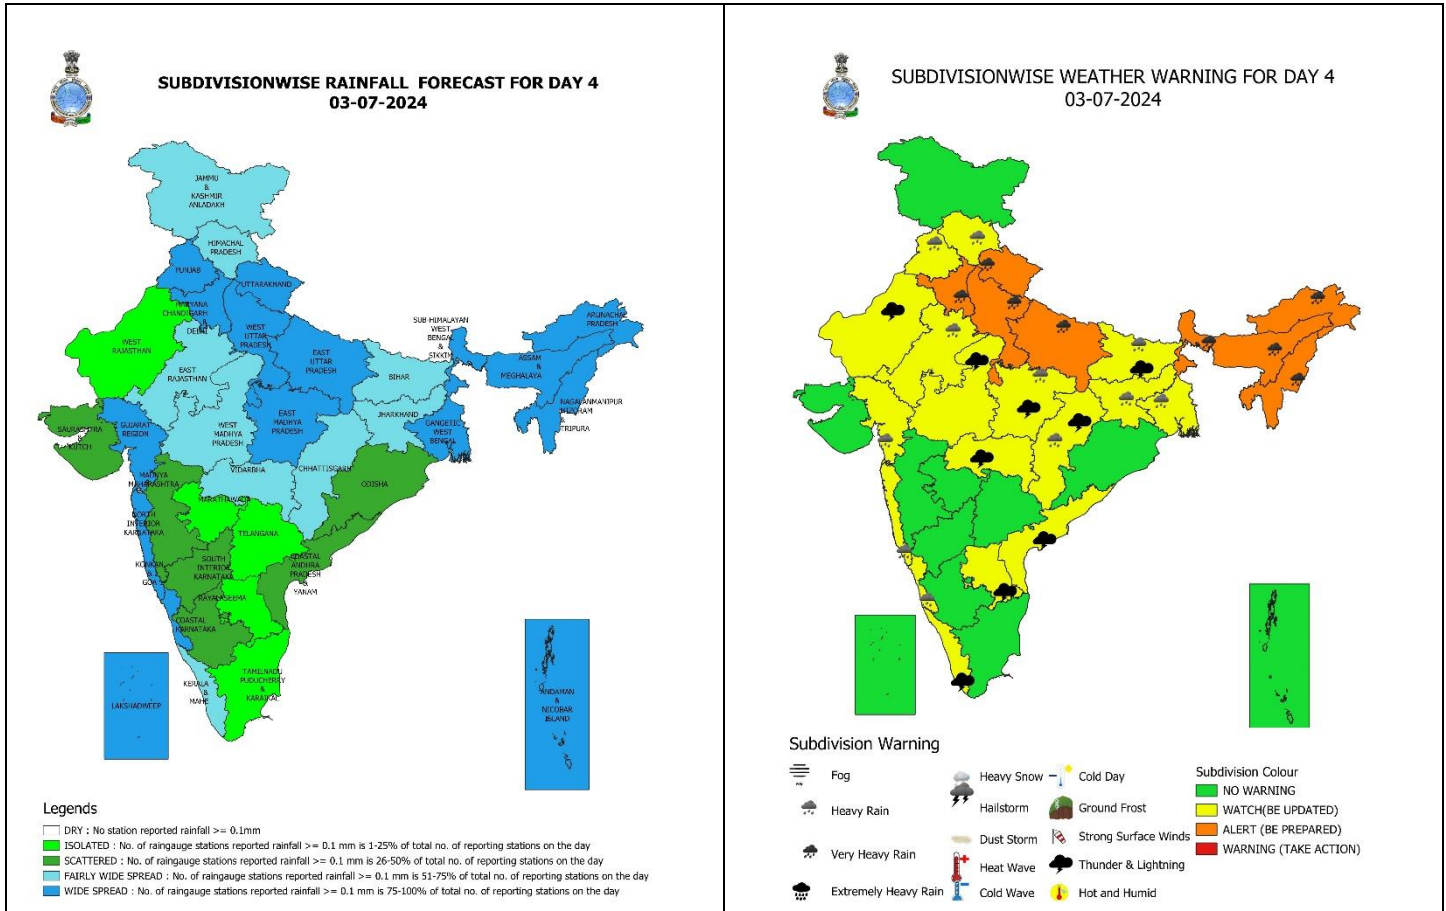 SUBDIVISIONWISE RAINFALL FORECAST FOR DAY 4
03-07-2024
JAMMU
&
KASHMIR
ANLADAKH
HIMACHAL
PRADESH
PUNJAB
UTTARAKHAND
HARYANA
CHANDIGARH
&
DELHI
WEST
UTTAR
PRADESH
EAST
UTTAR
PRADESH
WEST
RAJASTHAN
EAST
RAJASTHAN
SUB-HIMALAYAN
WEST
BENGAL
&
SIKKIM
ARUNACHAL
PRADESH
ASSAM
&
MEGHALAYA
NAGALANMANIPUR
MIZORAM
&
TRIPURA
BIHAR
JHARKHAND
GANGETIC
WEST
BENGAL
SAURASHTRA
&
KUTCH
GUJARAT
REGION
WEST
MADHYA
PRADESH
EAST
MADHYA
PRADESH
VIDARBHA
CHHATTISGARH
ODISHA
MADHYA
MAHARASHTRA
MARATHAWADA
NORTH
INTERIOR
KARNATAKA
TELANGANA
KONKAN
&
GOA
SOUTH
INTERIOR
KARNATAKA
COASTAL
ANDHRA
PRADESH
&
YANAM
RAYALASEEMA
COASTAL
KARNATAKA
KERALA
&
MAHE
TAMILNADU
PUDUCHERRY
&
KARAIKAL
LAKSHADWEEP
ANDAMAN
&
NICOBAR
ISLAND
Legends
DRY : No station reported rainfall >= 0.1mm
ISOLATED : No. of raingauge stations reported rainfall >= 0.1 mm is 1-25% of total no. of reporting stations on the day
SCATTERED : No. of raingauge stations reported rainfall >= 0.1 mm is 26-50% of total no. of reporting stations on the day
FAIRLY WIDE SPREAD : No. of raingauge stations reported rainfall >= 0.1 mm is 51-75% of total no. of reporting stations on the day
WIDE SPREAD : No. of raingauge stations reported rainfall >= 0.1 mm is 75-100% of total no. of reporting stations on the day
SUBDIVISIONWISE WEATHER WARNING FOR DAY 4
03-07-2024
Subdivision Warning
Fog
Heavy Rain
Very Heavy Rain
Extremely Heavy Rain
Heavy Snow
Hailstorm
Dust Storm
Heat Wave
Cold Wave
Cold Day
Ground Frost
Strong Surface Winds
Thunder & Lightning
Hot and Humid
Subdivision Colour
NO WARNING
WATCH(BE UPDATED)
ALERT (BE PREPARED)
WARNING (TAKE ACTION)